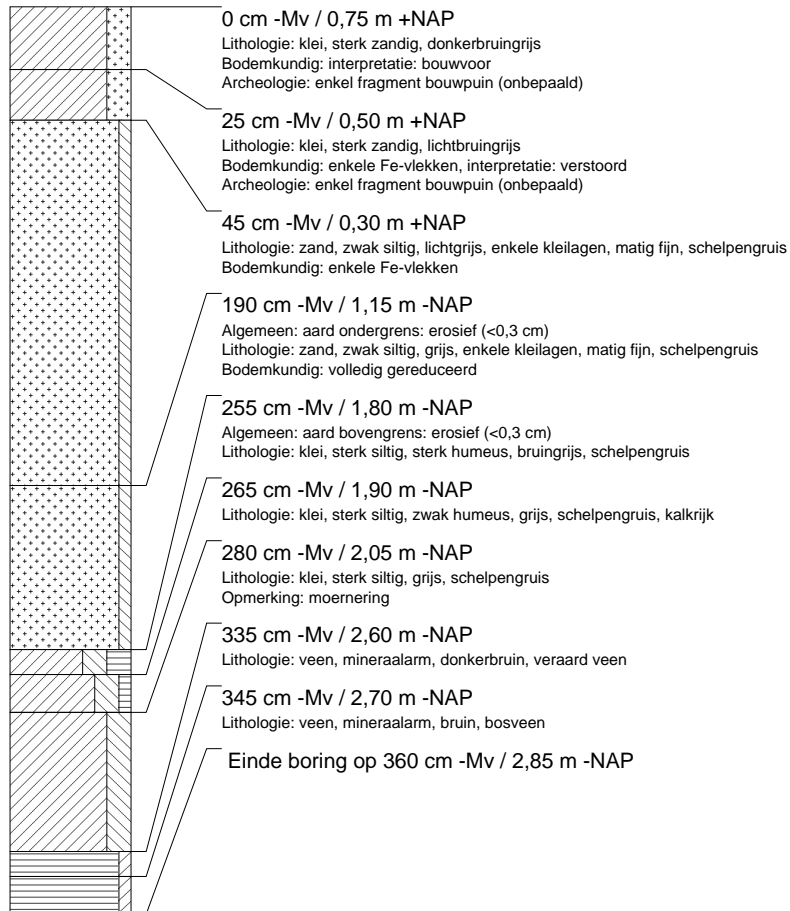 0 cm -Mv / 0,75 m +NAP
Lithologie: klei, sterk zandig, donkerbruingrijs
Bodemkundig: interpretatie: bouwvoor
Archeologie: enkel fragment bouwpuin (onbepaald)
25 cm -Mv / 0,50 m +NAP
Lithologie: klei, sterk zandig, lichtbruingrijs
Bodemkundig: enkele Fe-vlekken, interpretatie: verstoord
Archeologie: enkel fragment bouwpuin (onbepaald)
45 cm -Mv / 0,30 m +NAP
Lithologie: zand, zwak siltig, lichtgrijs, enkele kleilagen, matig fijn, schelpengruis
Bodemkundig: enkele Fe-vlekken
190 cm -Mv / 1,15 m -NAP
Algemeen: aard ondergrens: erosief (<0,3 cm)
Lithologie: zand, zwak siltig, grijs, enkele kleilagen, matig fijn, schelpengruis
Bodemkundig: volledig gereduceerd
255 cm -Mv / 1,80 m -NAP
Algemeen: aard bovengrens: erosief (<0,3 cm)
Lithologie: klei, sterk siltig, sterk humeus, bruingrijs, schelpengruis
265 cm -Mv / 1,90 m -NAP
Lithologie: klei, sterk siltig, zwak humeus, grijs, schelpengruis, kalkrijk
280 cm -Mv / 2,05 m -NAP
Lithologie: klei, sterk siltig, grijs, schelpengruis
Opmerking: moernering
335 cm -Mv / 2,60 m -NAP
Lithologie: veen, mineraalarm, donkerbruin, veraard veen
345 cm -Mv / 2,70 m -NAP
Lithologie: veen, mineraalarm, bruin, bosveen
Einde boring op 360 cm -Mv / 2,85 m -NAP